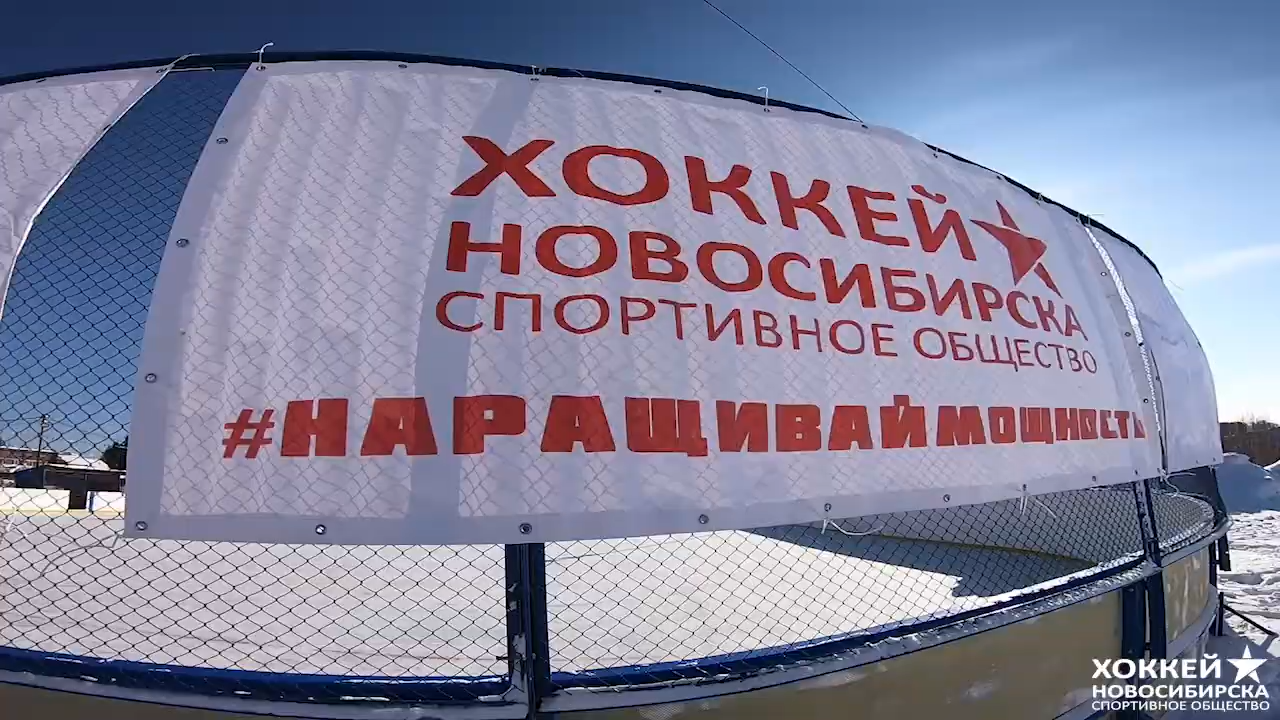 ХОККЕЙ
НОВОСИБИРСКА
СПОРТИВНОЕ ОБЩЕСТВО
#НАРАЩИВАЙМОЩНОСТЬ
ХОККЕЙ
НОВОСИБИРСКА
СПОРТИВНОЕ ОБЩЕСТВО